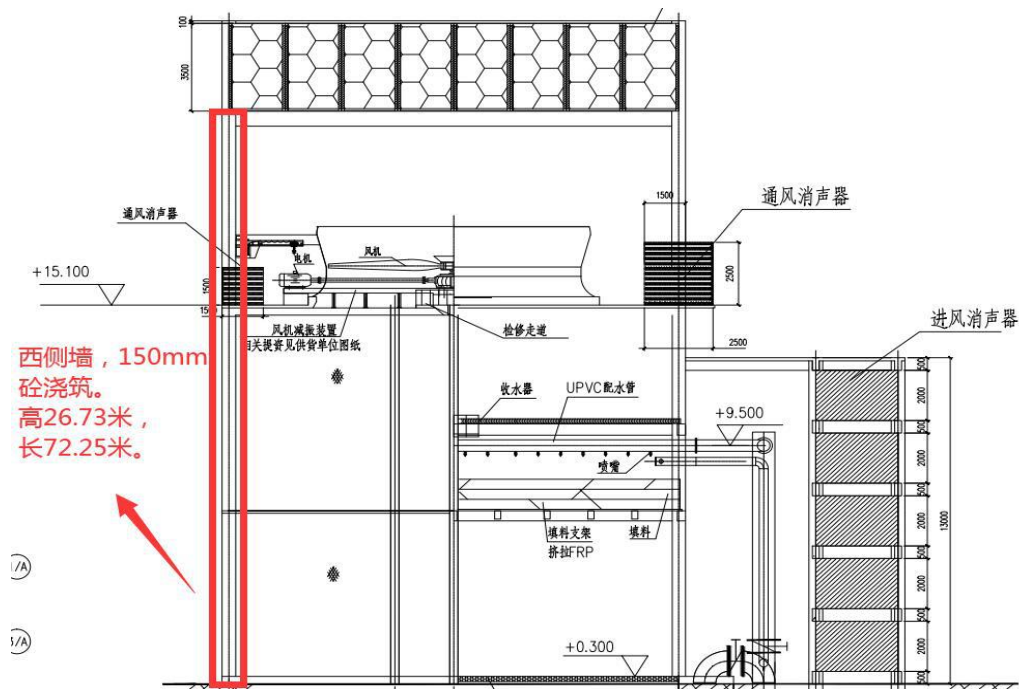 100
3500
通风消声器
1500
通风消声器
风机
电机
+15.100
1500
2500
风机减振装置
相关提资见供货单位图纸
检修走道
2500
进风消声器
西侧墙，150mm
砼浇筑。
高26.73米，
长72.25米。
收水器
UPVC配水管
+9.500
喷嘴
填料支架
挤拉FRP
填料
500
2000
500
2000
500
2000
500
2000
500
2000
500
13000
+0.300